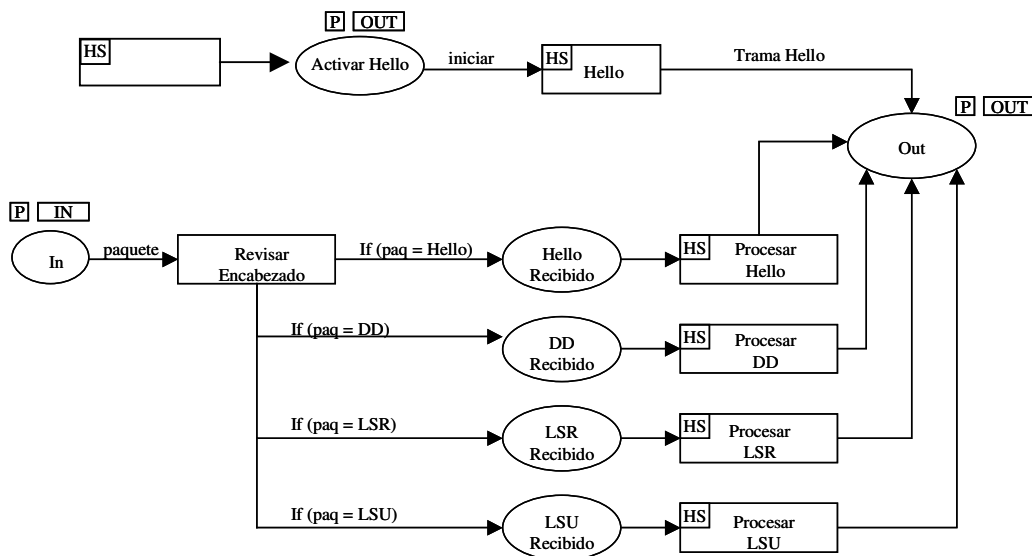 P OUT
HS
Activar Hello
iniciar
HS
Hello
Trama Hello
P OUT
Out
P IN
In
paquete
Revisar
Encabezado
If (paq = Hello)
Hello
Recibido
HS
Procesar
Hello
If (paq = DD)
DD
Recibido
HS
Procesar
DD
If (paq = LSR)
LSR
Recibido
HS
Procesar
LSR
If (paq = LSU)
LSU
Recibido
HS
Procesar
LSU